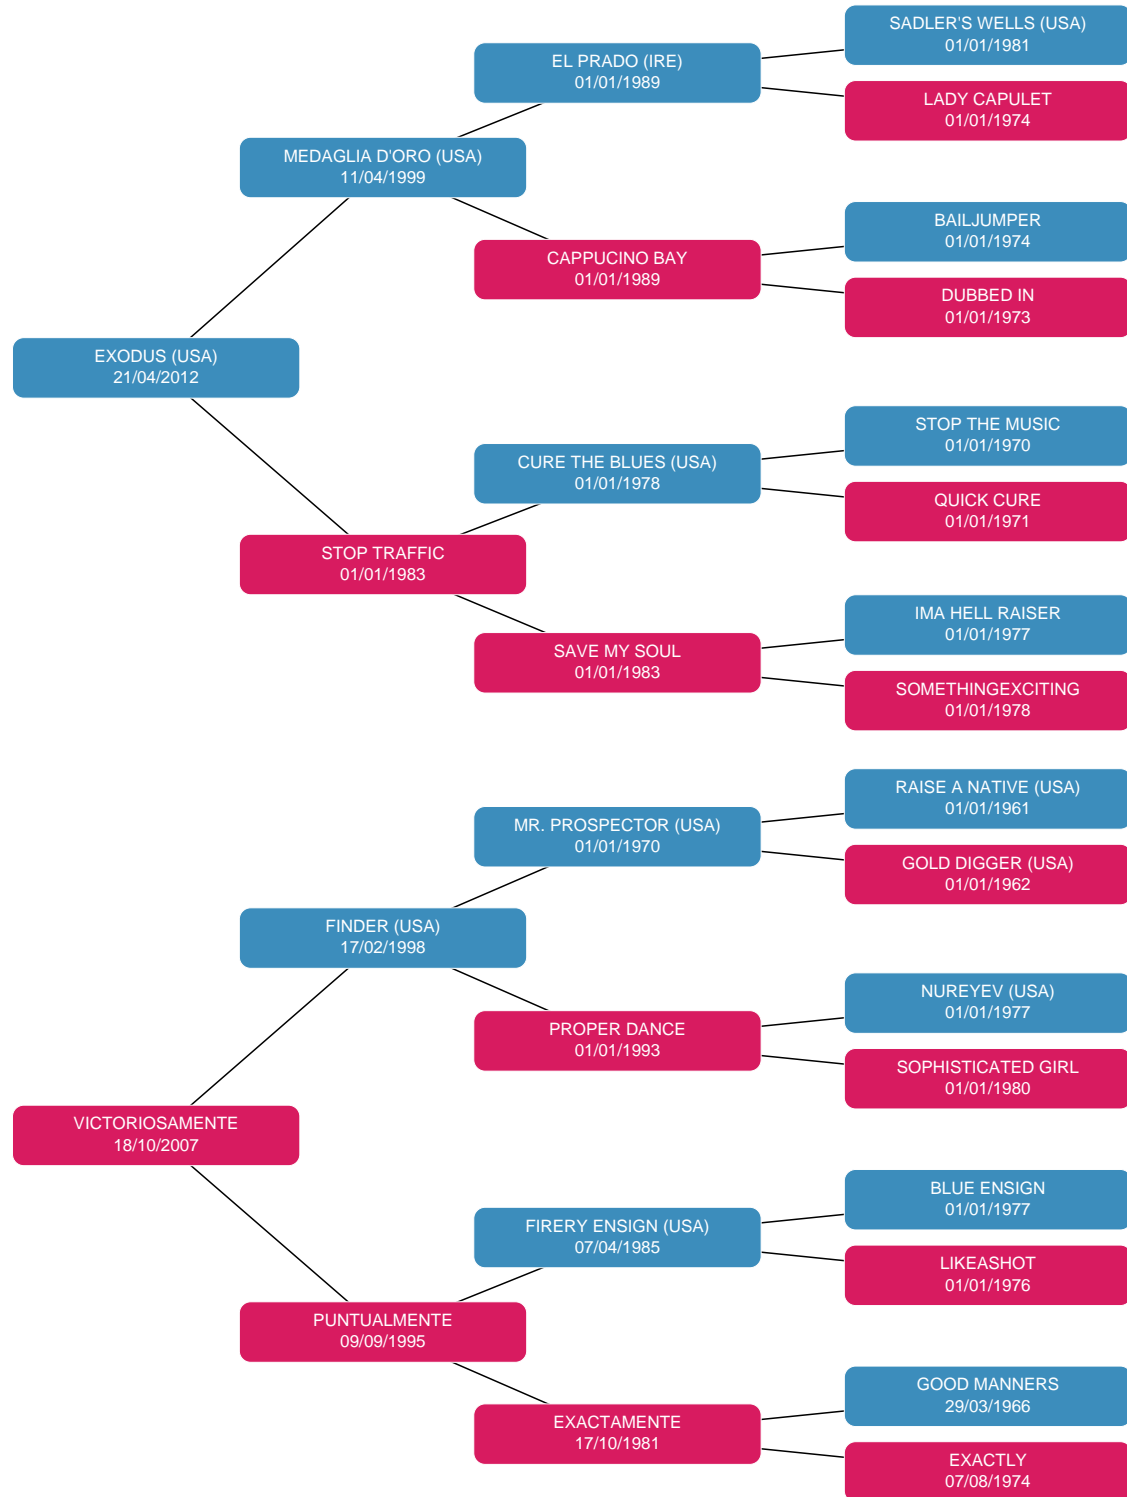 SADLER'S WELLS (USA)
01/01/1981
EL PRADO (IRE)
01/01/1989
LADY CAPULET
01/01/1974
MEDAGLIA D'ORO (USA)
11/04/1999
BAILJUMPER
01/01/1974
CAPPUCINO BAY
01/01/1989
DUBBED IN
01/01/1973
EXODUS (USA)
21/04/2012
STOP THE MUSIC
01/01/1970
CURE THE BLUES (USA)
01/01/1978
QUICK CURE
01/01/1971
STOP TRAFFIC
01/01/1983
IMA HELL RAISER
01/01/1977
SAVE MY SOUL
01/01/1983
SOMETHINGEXCITING
01/01/1978
RAISE A NATIVE (USA)
01/01/1961
MR. PROSPECTOR (USA)
01/01/1970
GOLD DIGGER (USA)
01/01/1962
FINDER (USA)
17/02/1998
NUREYEV (USA)
01/01/1977
PROPER DANCE
01/01/1993
SOPHISTICATED GIRL
01/01/1980
VICTORIOSAMENTE
18/10/2007
BLUE ENSIGN
01/01/1977
FIRERY ENSIGN (USA)
07/04/1985
LIKEASHOT
01/01/1976
PUNTUALMENTE
09/09/1995
GOOD MANNERS
29/03/1966
EXACTAMENTE
17/10/1981
EXACTLY
07/08/1974